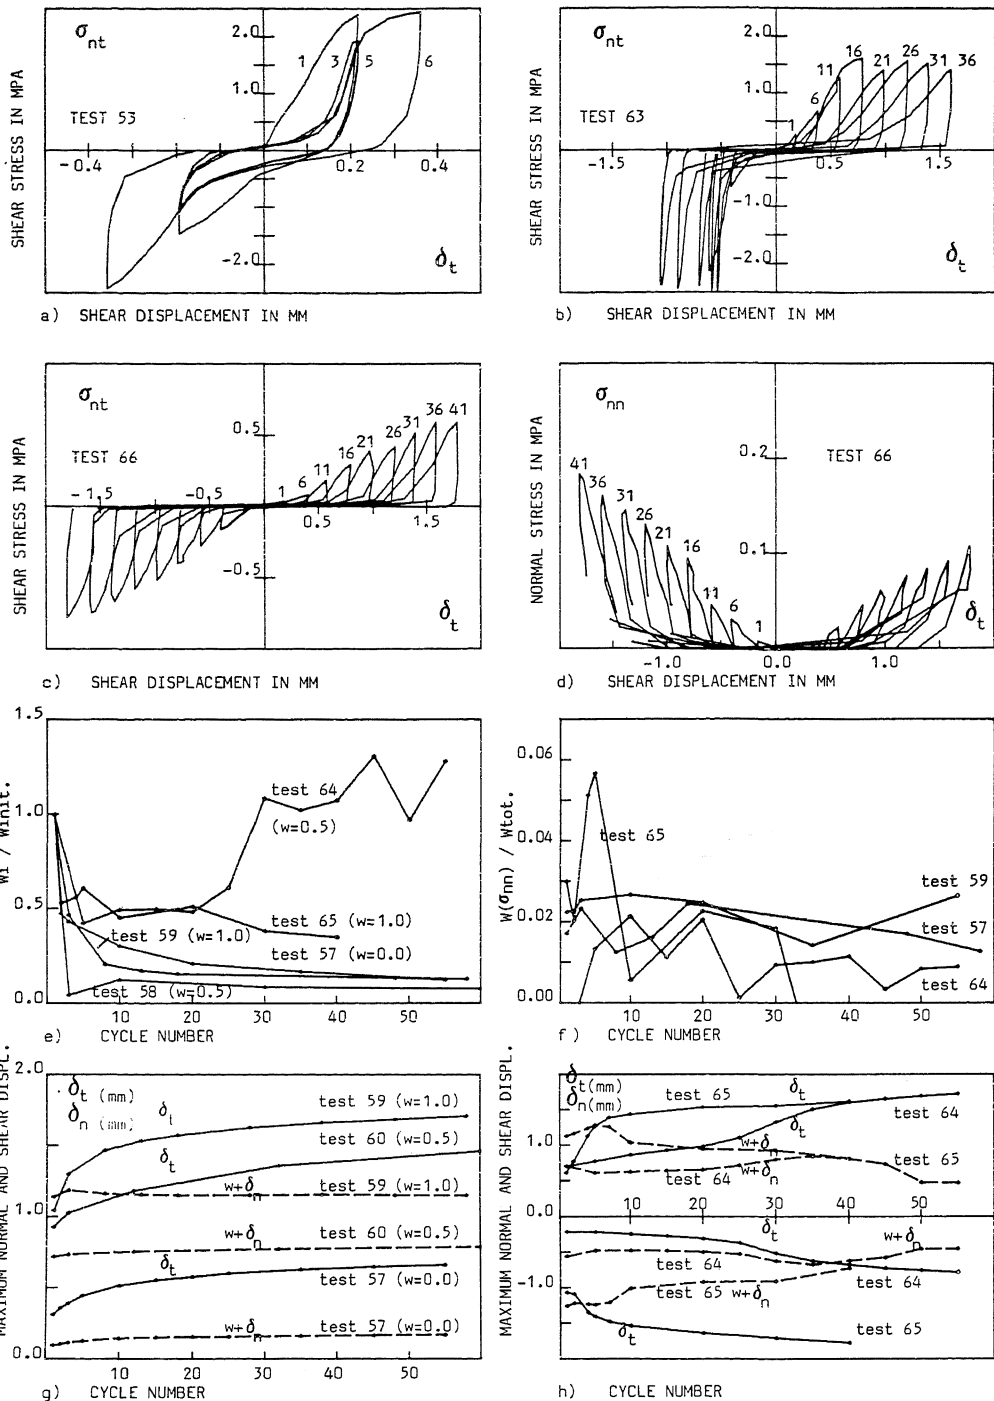 σnt
2.0
1.0
-2.0
-0.4
0.2
0.4
1
3
5
6
TEST 53
δt
SHEAR STRESS IN MPA
a) SHEAR DISPLACEMENT IN MM
σnt
2.0
1.0
-1.0
-2.0
-1.5
0.5
1.5
1
6
11
16
21
26
31
36
TEST 63
δt
SHEAR STRESS IN MPA
b) SHEAR DISPLACEMENT IN MM
σnt
0.5
-0.5
-1.5
-0.5
0.5
1.5
1
6
11
16
21
26
31
36
41
TEST 66
δt
SHEAR STRESS IN MPA
c) SHEAR DISPLACEMENT IN MM
σnn
0.2
0.1
-1.0
0.0
1.0
41
36
31
26
21
16
11
6
1
TEST 66
δt
NORMAL STRESS IN MPA
d) SHEAR DISPLACEMENT IN MM
1.5
1.0
0.5
0.0
Wi / Winit.
test 64
(w=0.5)
test 65 (w=1.0)
test 59 (w=1.0)
test 57 (w=0.0)
test 58 (w=0.5)
10
20
30
40
50
e) CYCLE NUMBER
0.06
0.04
0.02
0.00
W(σnn) / Wtot.
test 65
test 59
test 57
test 64
10
20
30
40
50
f) CYCLE NUMBER
2.0
1.0
0.0
MAXIMUM NORMAL AND SHEAR DISPL.
δt (mm)
δn (mm)
δt
test 59 (w=1.0)
δt
test 60 (w=0.5)
w+δn
test 59 (w=1.0)
w+δn
test 60 (w=0.5)
δt
test 57 (w=0.0)
w+δn
test 57 (w=0.0)
10
20
30
40
50
g) CYCLE NUMBER
2.0
1.0
0.0
-1.0
MAXIMUM NORMAL AND SHEAR DISPL.
δt(mm)
δn(mm)
test 65
δt
δt
test 64
w+δn
test 65
test 64
w+δn
10
20
30
40
50
δt
w+δn
test 64
test 64
test 65
w+δn
δt
test 65
h) CYCLE NUMBER